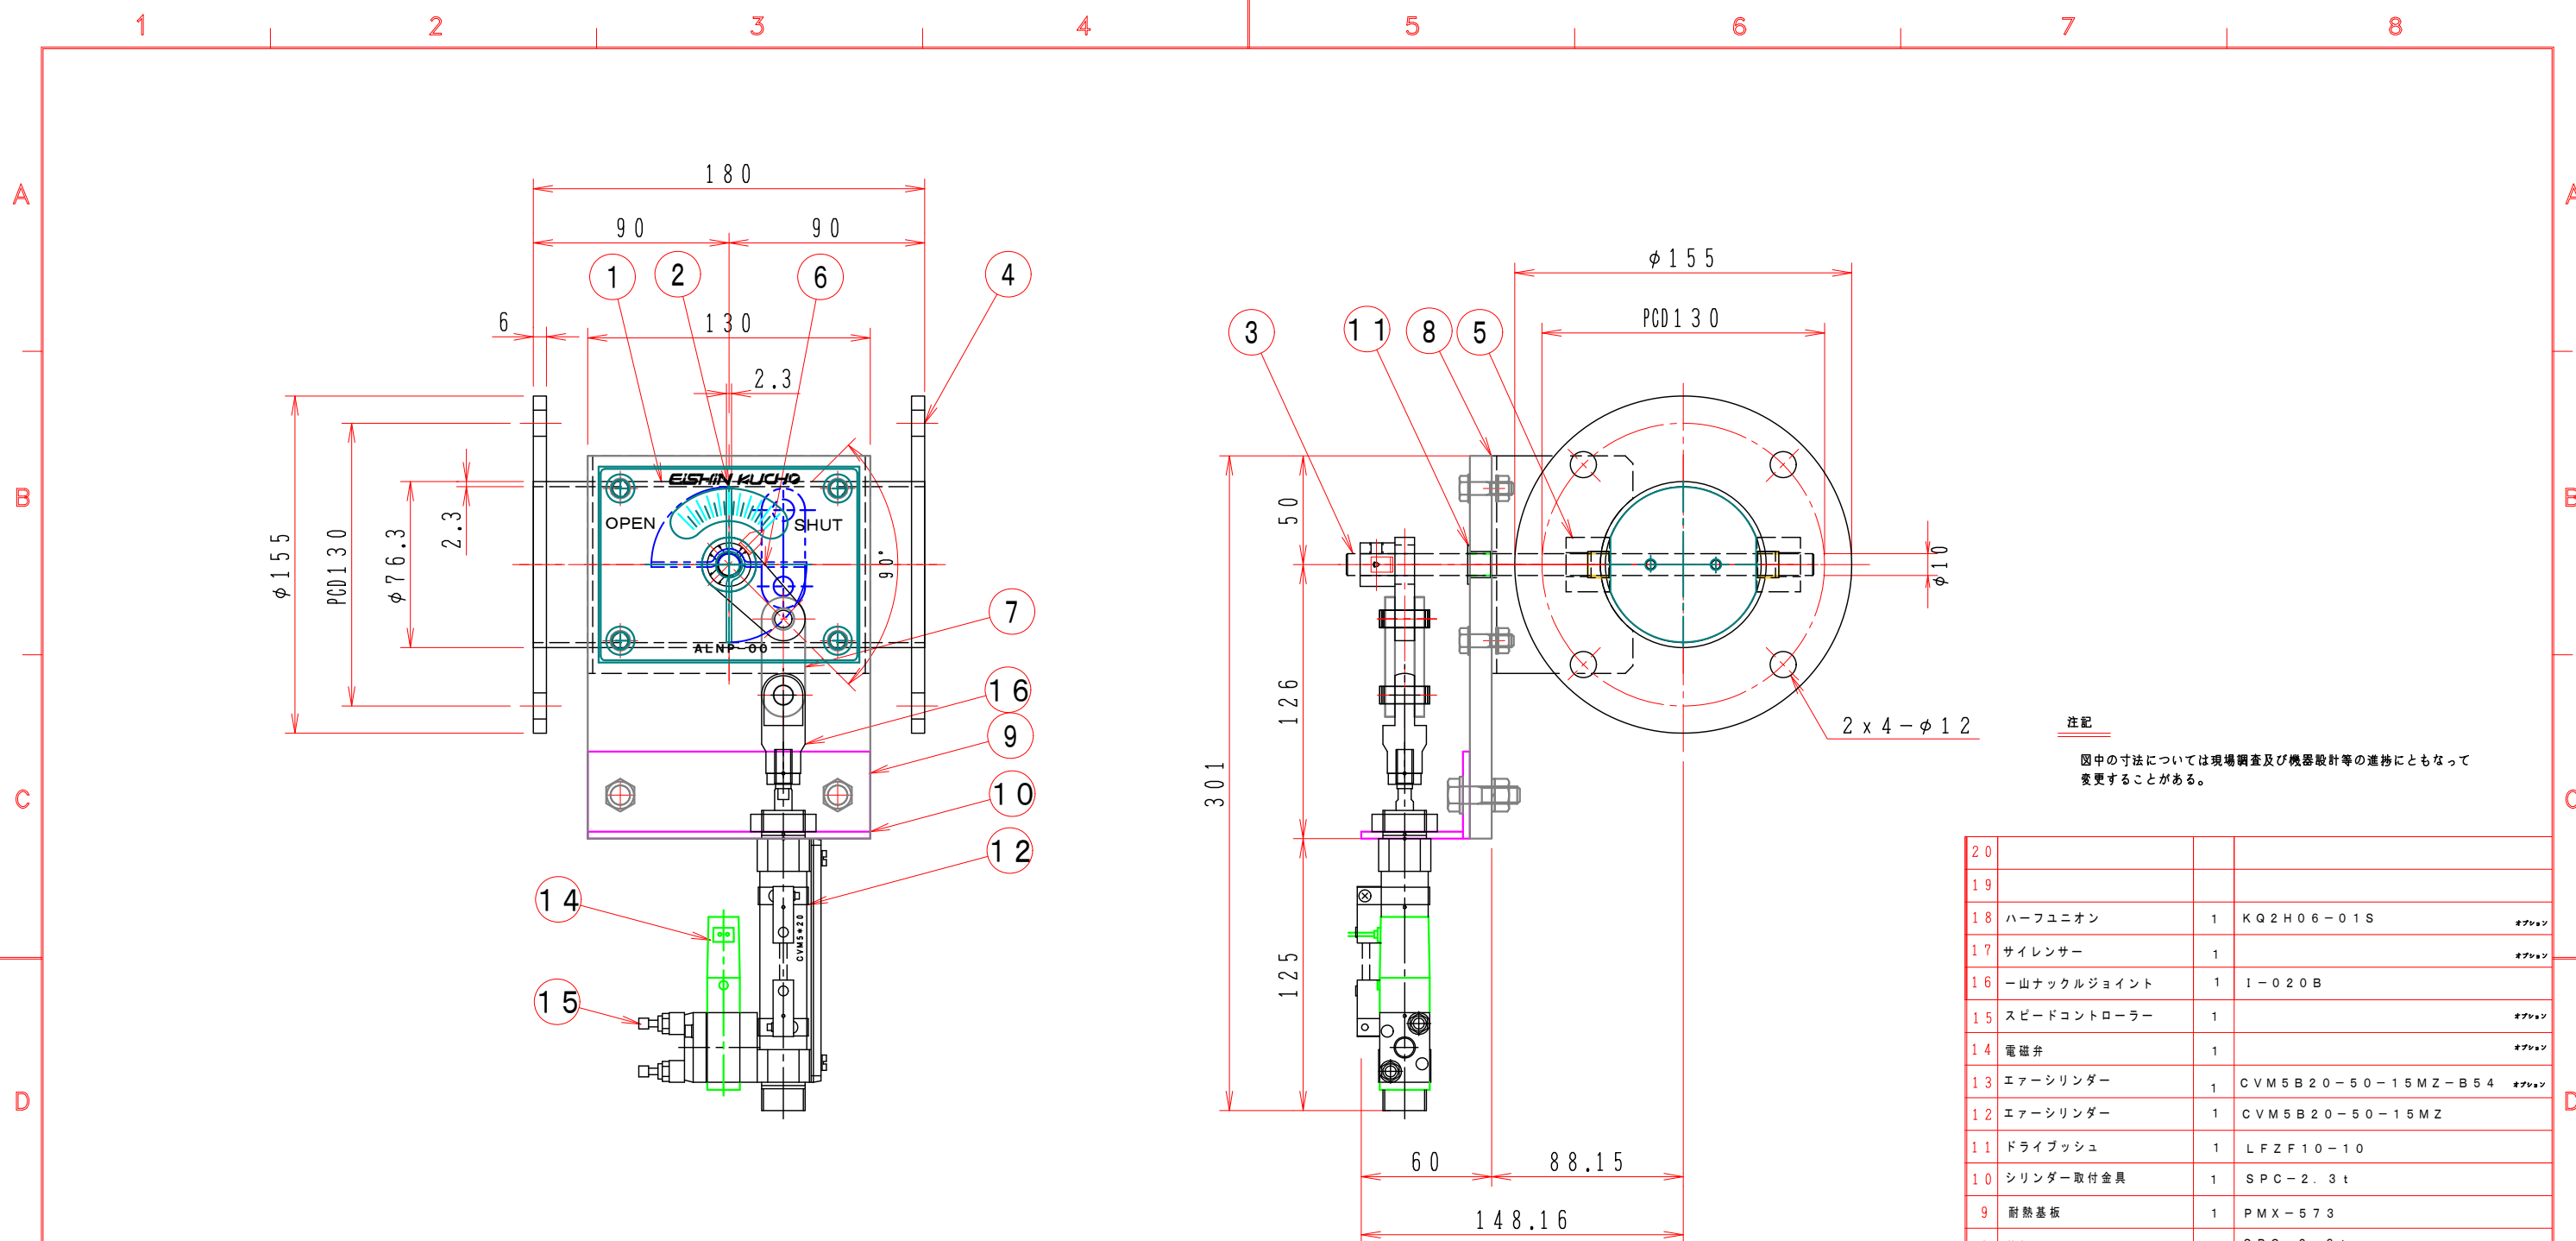 1 2 3 4 5 6 7 8
A
A
B
B
C
C
D
D
180
90 90
1 2 6 4
6
130
2.3
φ155
PCD130
φ76.3
2.3
EiSHiN KUCHO
OPEN SHUT
90°
ALNP-00
7
16
9
10
12
14
15
CVM5*20
φ155
PCD130
3 11 8 5
50
126
301
125
φ10
2x4-φ12
60 88.15
148.16
注記
図中の寸法については現場調査及び機器設計等の進捗にともなって
変更することがある。
20
19
18 ハーフユニオン 1 KQ2H06-01S オプション
17 サイレンサー 1 オプション
16 一山ナックルジョイント 1 I-020B
15 スピードコントローラー 1 オプション
14 電磁弁 1 オプション
13 エアーシリンダー 1 CVM5B20-50-15MZ-B54 オプション
12 エアーシリンダー 1 CVM5B20-50-15MZ
11 ドライブッシュ 1 LFZF10-10
10 シリンダー取付金具 1 SPC-2.3t
9 耐熱基板 1 PMX-573